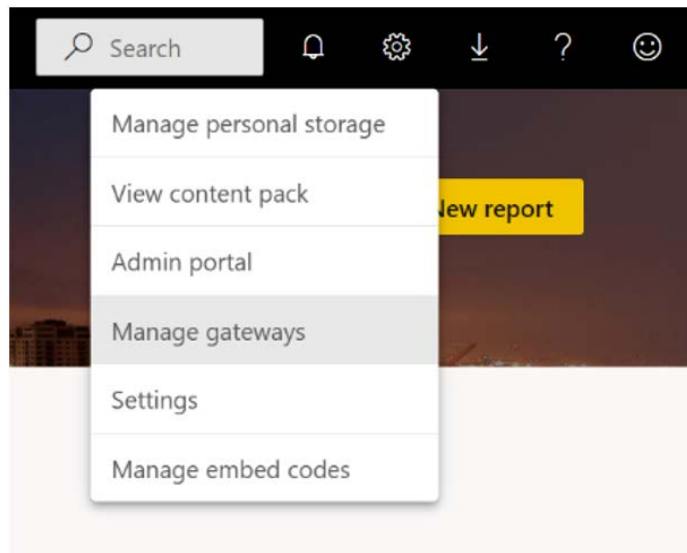 Search
Manage personal storage
View content pack
New report
Admin portal
Manage gateways
Settings
Manage embed codes